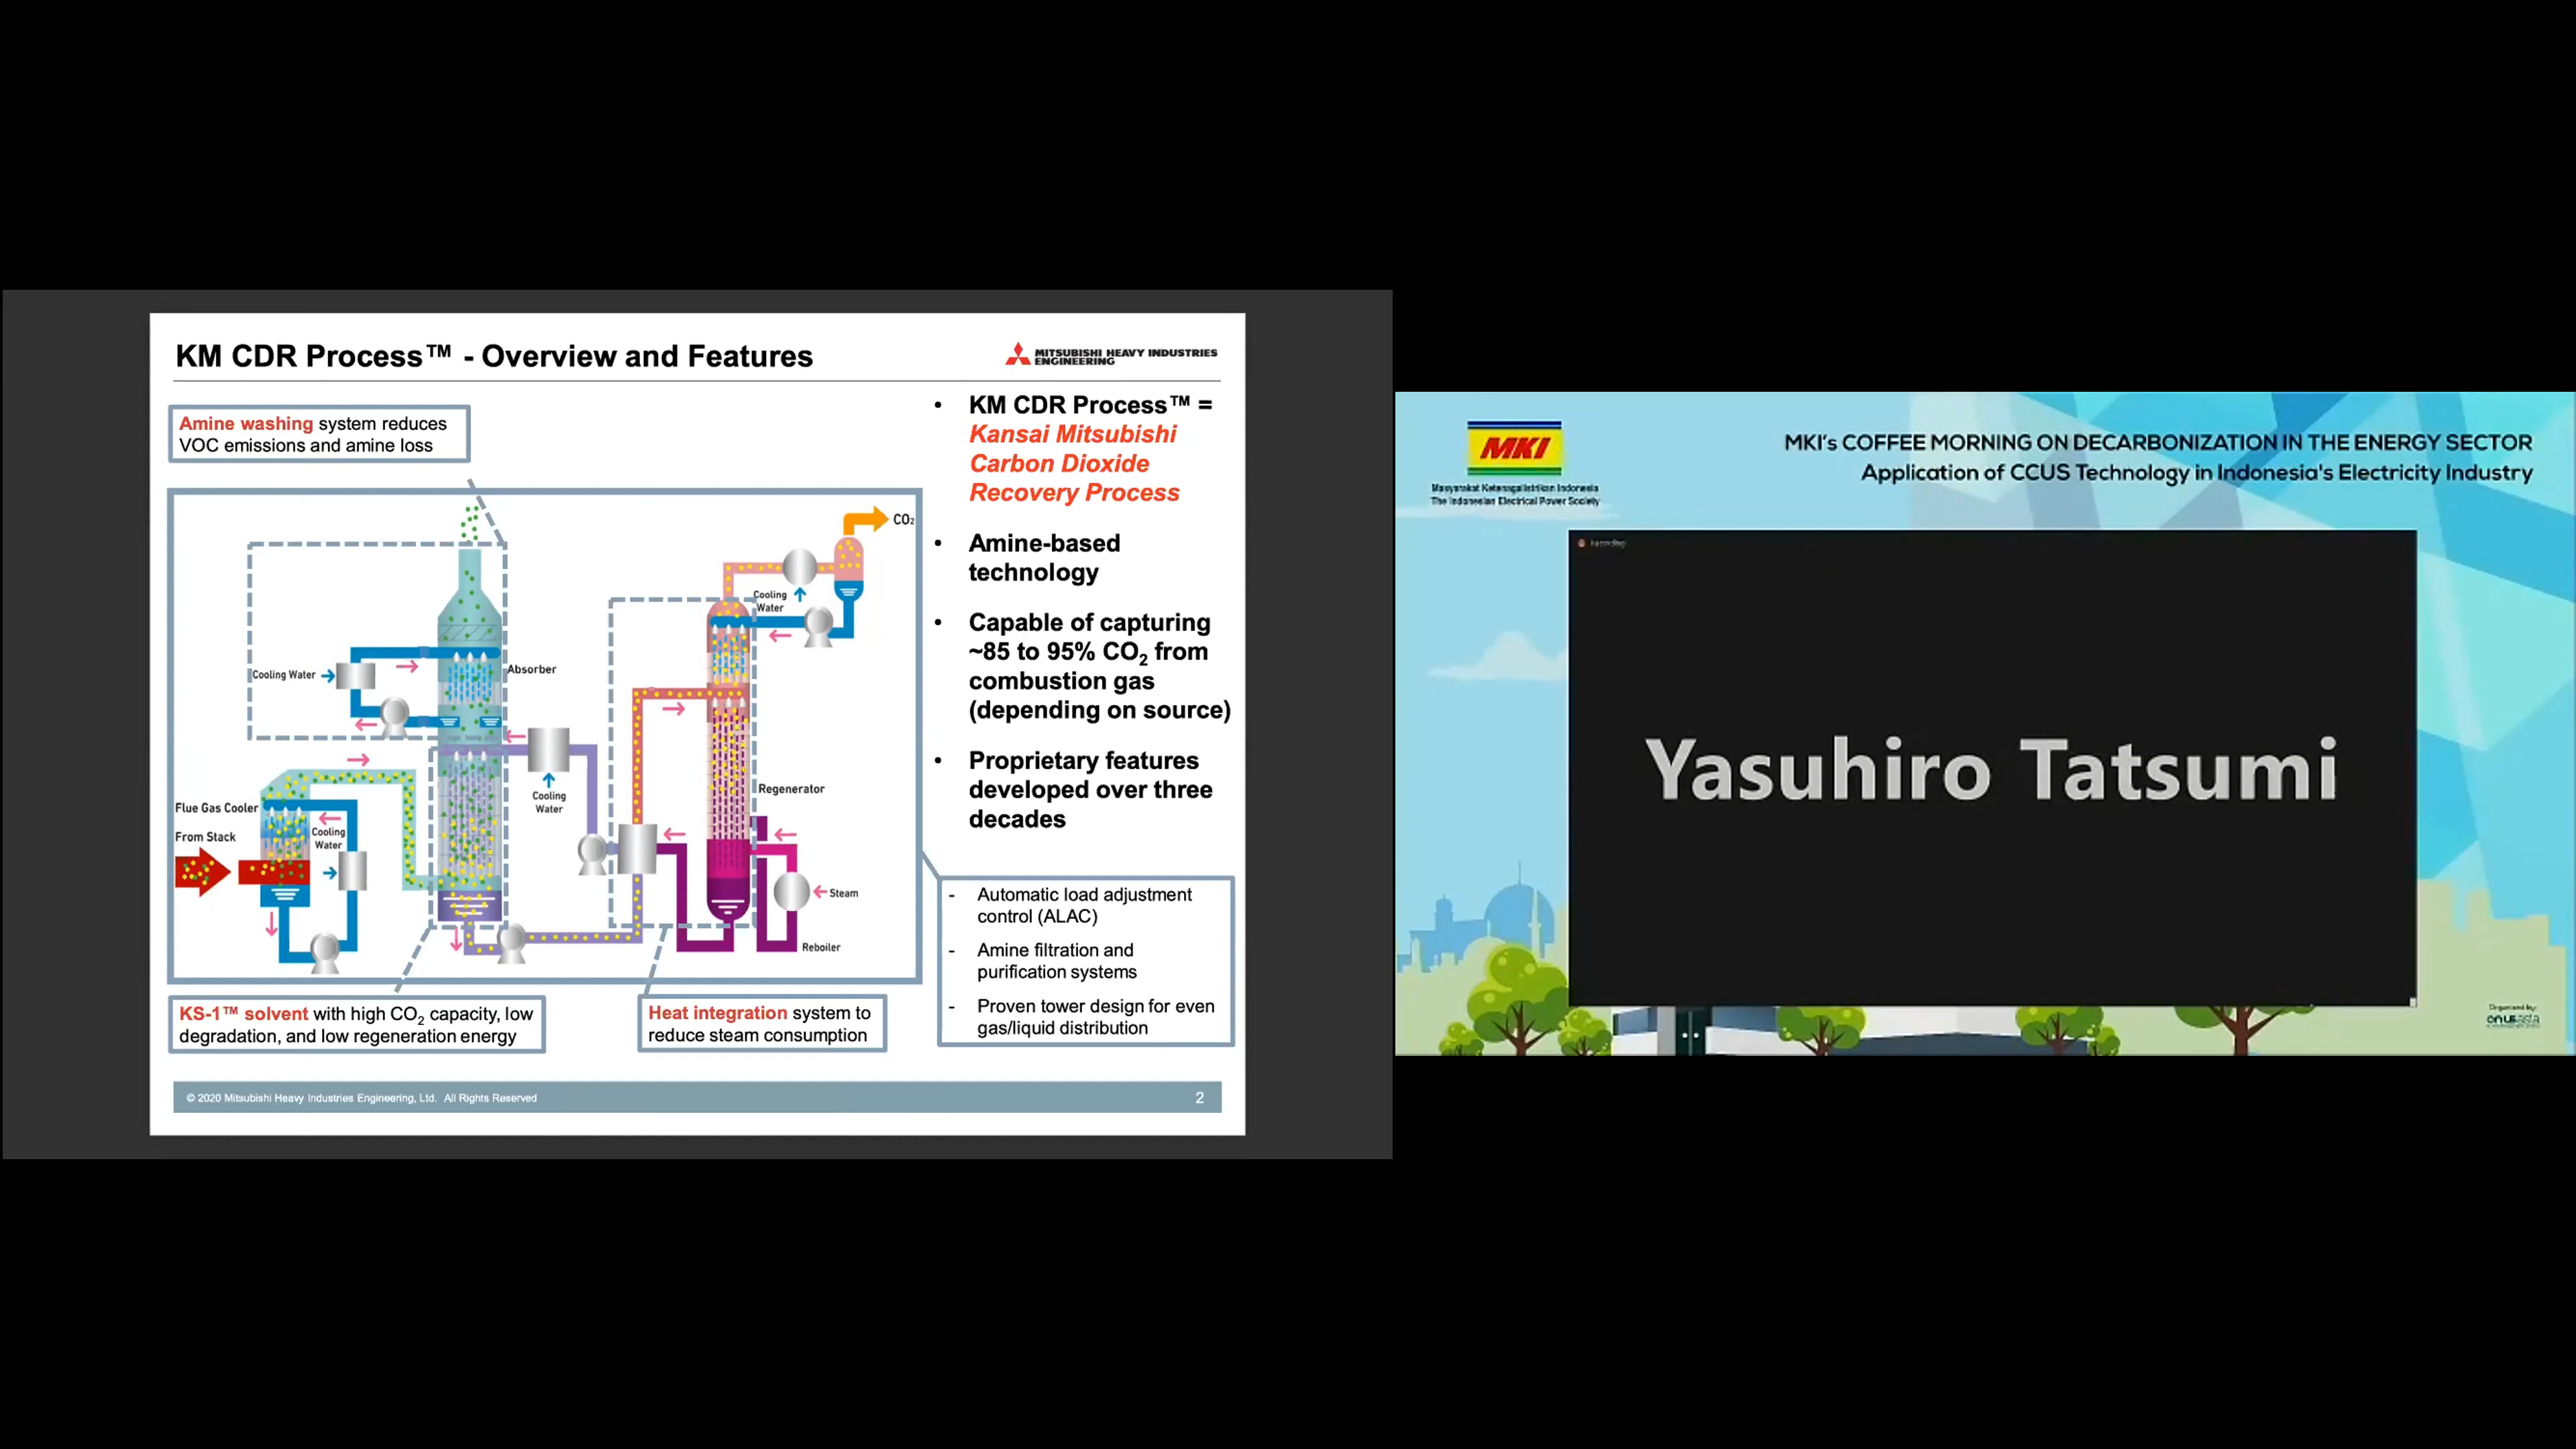 KM CDR Process™ - Overview and Features
MITSUBISHI HEAVY INDUSTRIES
ENGINEERING
Amine washing system reduces
VOC emissions and amine loss
CO₂
Cooling
Water
Cooling Water
Absorber
Cooling
Water
Regenerator
Flue Gas Cooler
Cooling
Water
From Stack
Steam
Reboiler
KS-1™ solvent with high CO₂ capacity, low
degradation, and low regeneration energy
Heat integration system to
reduce steam consumption
• KM CDR Process™ =
Kansai Mitsubishi
Carbon Dioxide
Recovery Process
• Amine-based
technology
• Capable of capturing
~85 to 95% CO₂ from
combustion gas
(depending on source)
• Proprietary features
developed over three
decades
- Automatic load adjustment
control (ALAC)
- Amine filtration and
purification systems
- Proven tower design for even
gas/liquid distribution
© 2020 Mitsubishi Heavy Industries Engineering, Ltd. All Rights Reserved
2
MKI
Masyarakat Ketenagalistrikan Indonesia
The Indonesian Electrical Power Society
MKI's COFFEE MORNING ON DECARBONIZATION IN THE ENERGY SECTOR
Application of CCUS Technology in Indonesia's Electricity Industry
Yasuhiro Tatsumi
Organized by: